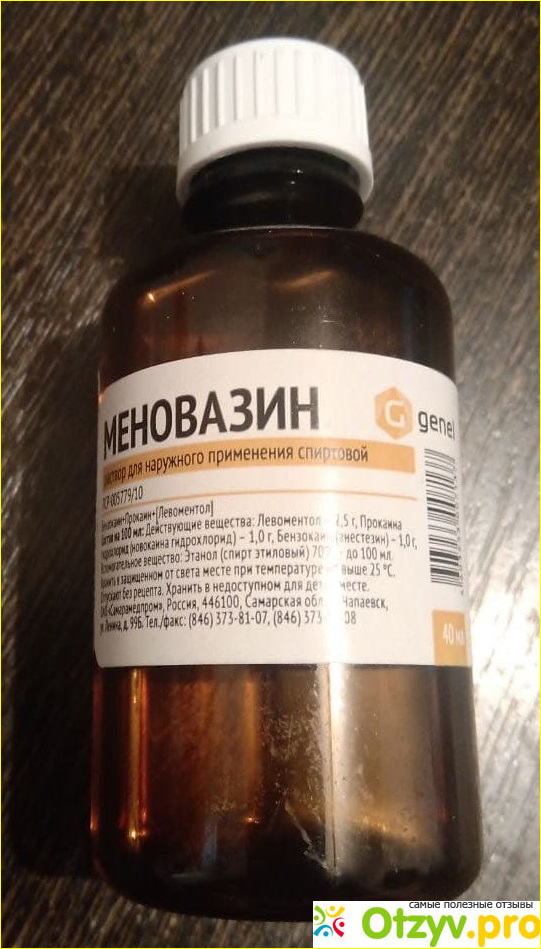 МЕНОВАЗИН
genel
раствор для наружного применения спиртовой
005779/10
Бензокаин+Прокаин+[Левоментол]
на 100 мл: Действующие вещества: Левоментол – 2,5 г, Прокаина
гидрохлорид (новокаина гидрохлорид) – 1,0 г, Бензокаин (анестезин) – 1,0 г,
Вспомогательное вещество: Этанол (спирт этиловый) 70% до 100 мл.
Хранить в защищенном от света месте при температуре не выше 25 °С.
Отпускают без рецепта. Хранить в недоступном для детей месте.
ОАО «Самарамедпром», Россия, 446100, Самарская обл. Чапаевск,
ул. Ленина, д. 99Б. Тел./факс: (846) 373-81-07, (846) 373-
40 мл
самые полезные отзывы
Otzyv.pro